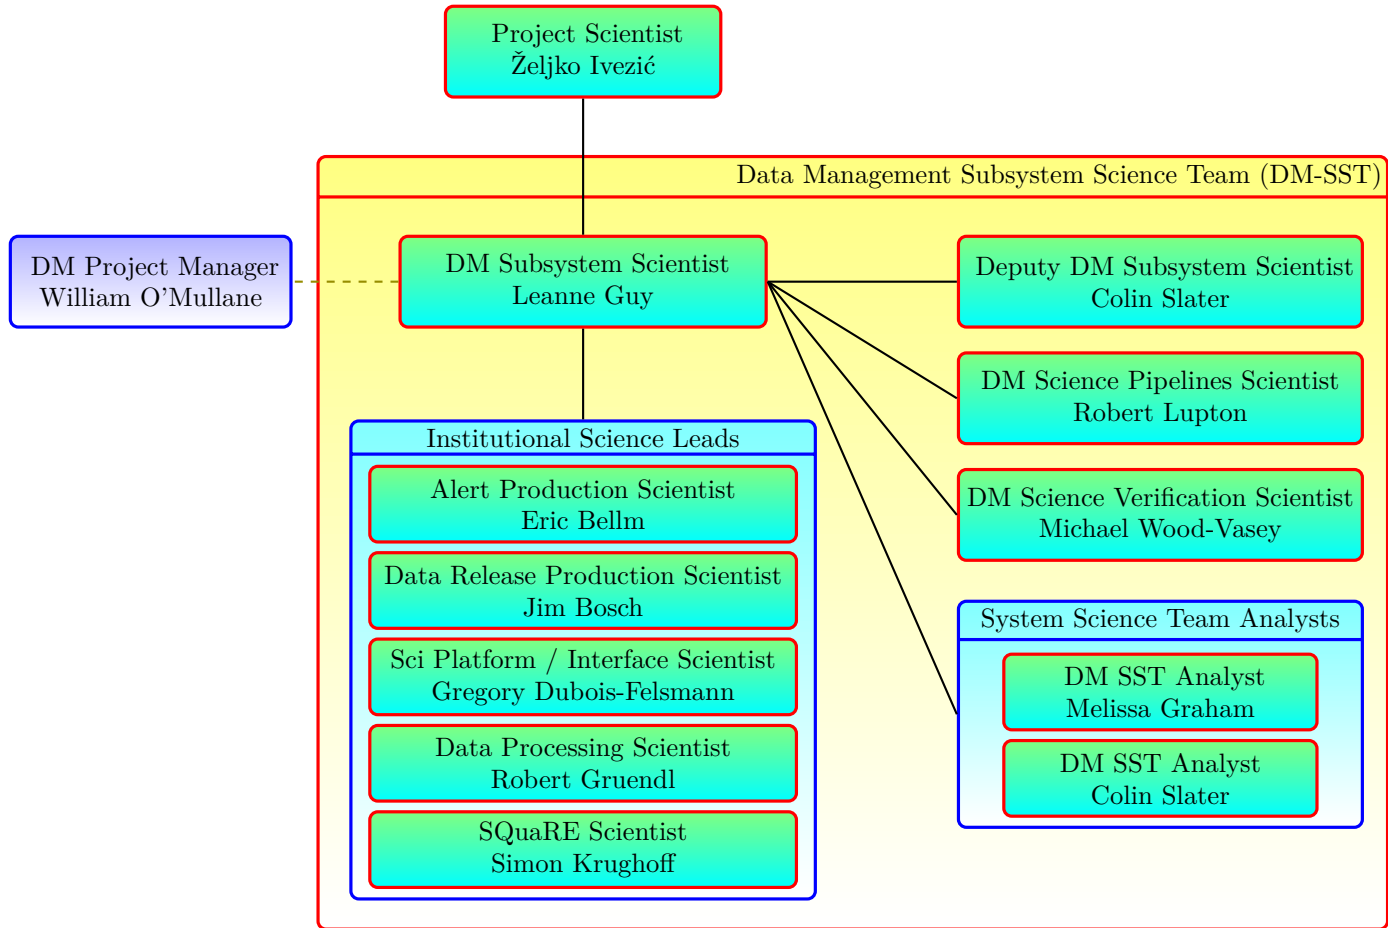 Project Scientist
Željko Ivezić
Data Management Subsystem Science Team (DM-SST)
DM Project Manager
William O'Mullane
DM Subsystem Scientist
Leanne Guy
Deputy DM Subsystem Scientist
Colin Slater
DM Science Pipelines Scientist
Robert Lupton
DM Science Verification Scientist
Michael Wood-Vasey
Institutional Science Leads
Alert Production Scientist
Eric Bellm
Data Release Production Scientist
Jim Bosch
Sci Platform / Interface Scientist
Gregory Dubois-Felsmann
Data Processing Scientist
Robert Gruendl
SQuaRE Scientist
Simon Krughoff
System Science Team Analysts
DM SST Analyst
Melissa Graham
DM SST Analyst
Colin Slater